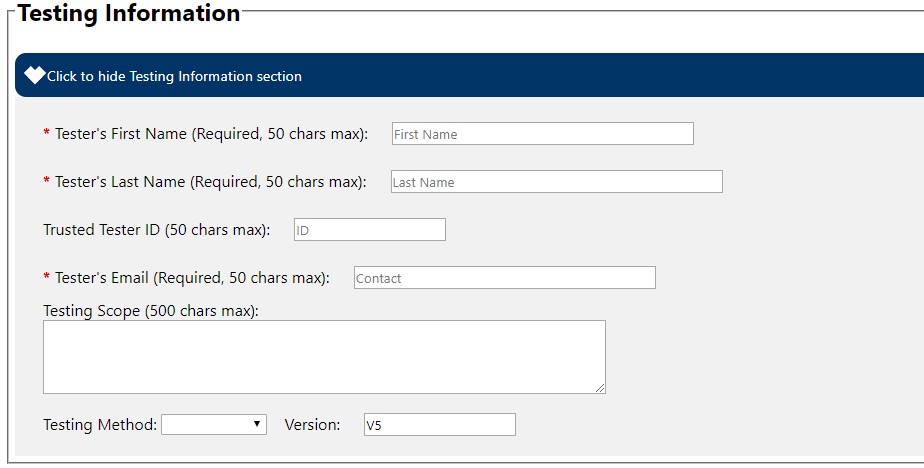 Testing Information
Click to hide Testing Information section
* Tester's First Name (Required, 50 chars max): First Name
* Tester's Last Name (Required, 50 chars max): Last Name
Trusted Tester ID (50 chars max): ID
* Tester's Email (Required, 50 chars max): Contact
Testing Scope (500 chars max):
Testing Method: Version: V5